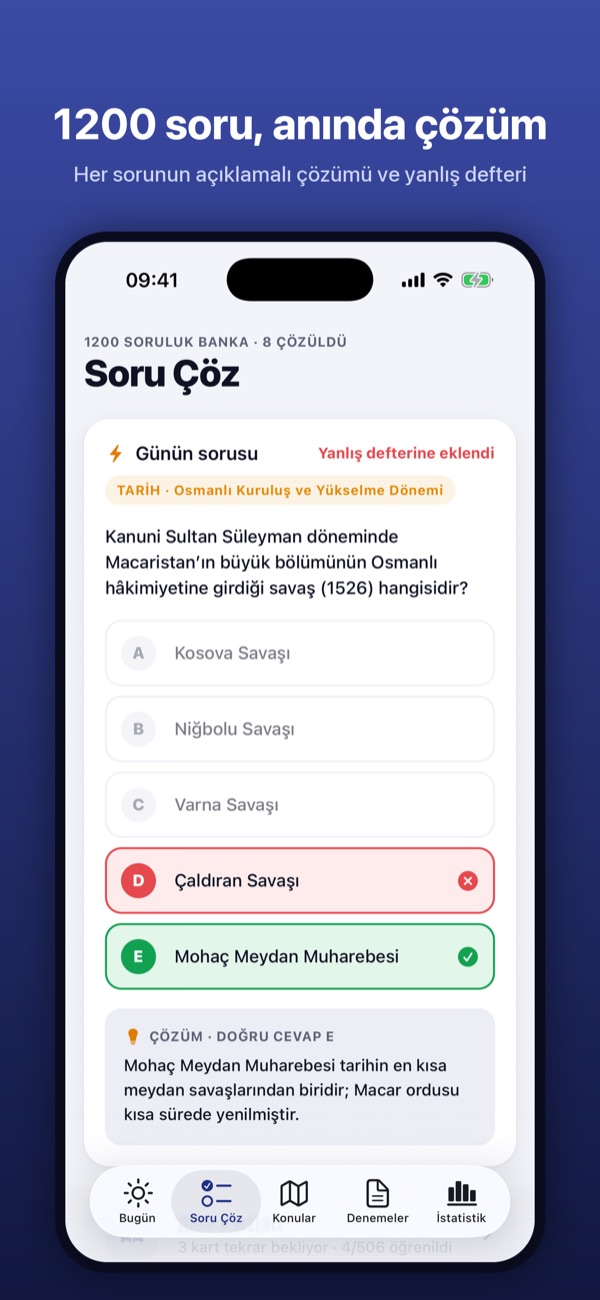 1200 soru, anında çözüm
Her sorunun açıklamalı çözümü ve yanlış defteri
09:41
1200 SORULUK BANKA · 8 ÇÖZÜLDÜ
Soru Çöz
Günün sorusu
Yanlış defterine eklendi
TARİH · Osmanlı Kuruluş ve Yükselme Dönemi
Kanuni Sultan Süleyman döneminde
Macaristan’ın büyük bölümünün Osmanlı
hâkimiyetine girdiği savaş (1526) hangisidir?
A Kosova Savaşı
B Niğbolu Savaşı
C Varna Savaşı
D Çaldıran Savaşı
E Mohaç Meydan Muharebesi
ÇÖZÜM · DOĞRU CEVAP E
Mohaç Meydan Muharebesi tarihin en kısa
meydan savaşlarından biridir; Macar ordusu
kısa sürede yenilmiştir.
Bugün
Soru Çöz
Konular
Denemeler
İstatistik
3 kart tekrar bekliyor · 4/506 öğrenildi